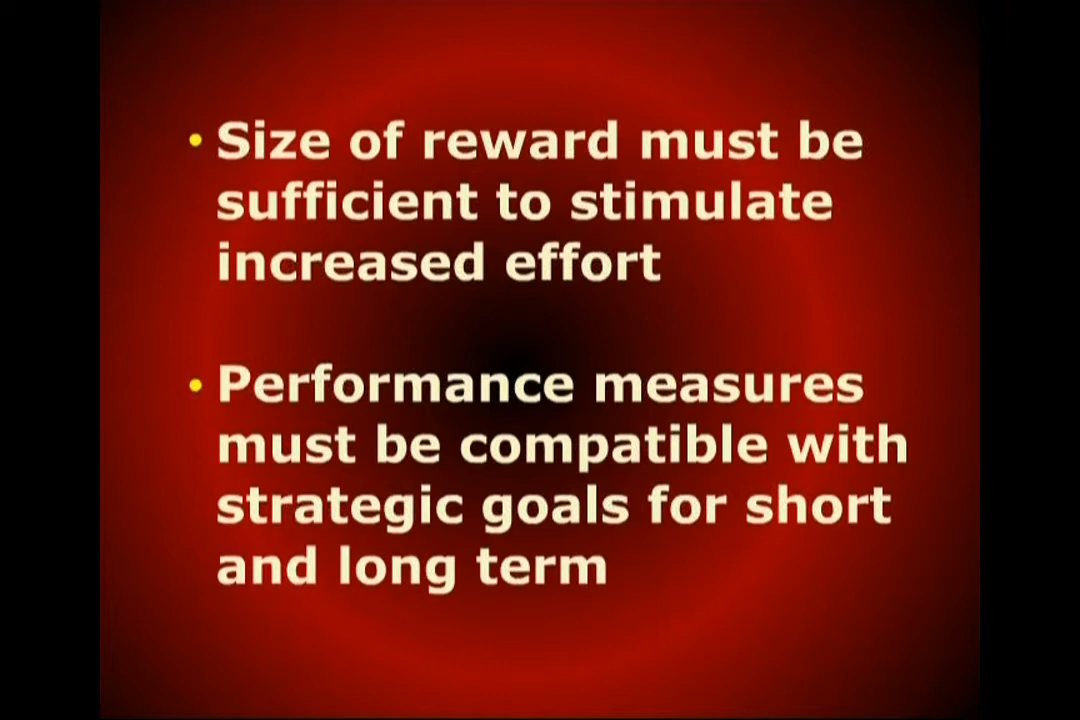 • Size of reward must be
sufficient to stimulate
increased effort
• Performance measures
must be compatible with
strategic goals for short
and long term